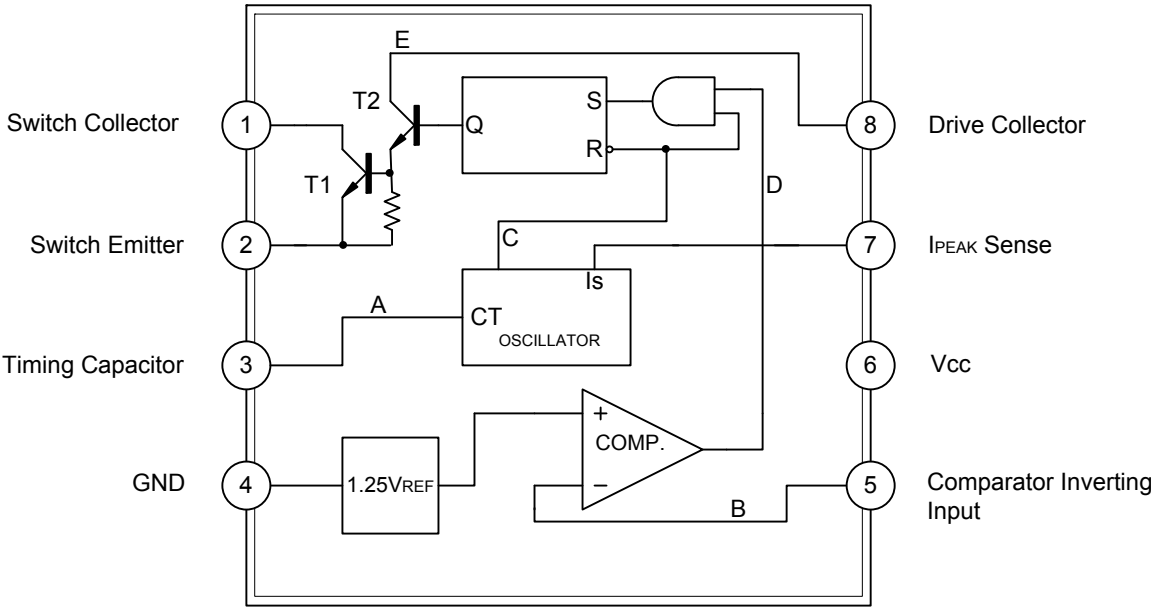 E
T2
S
Switch Collector
1
Q
8
Drive Collector
R
T1
D
Switch Emitter
2
C
7
IPEAK Sense
Is
A
CT
OSCILLATOR
Timing Capacitor
3
6
Vcc
+
COMP.
GND
4
1.25VREF
−
5
Comparator Inverting
Input
B